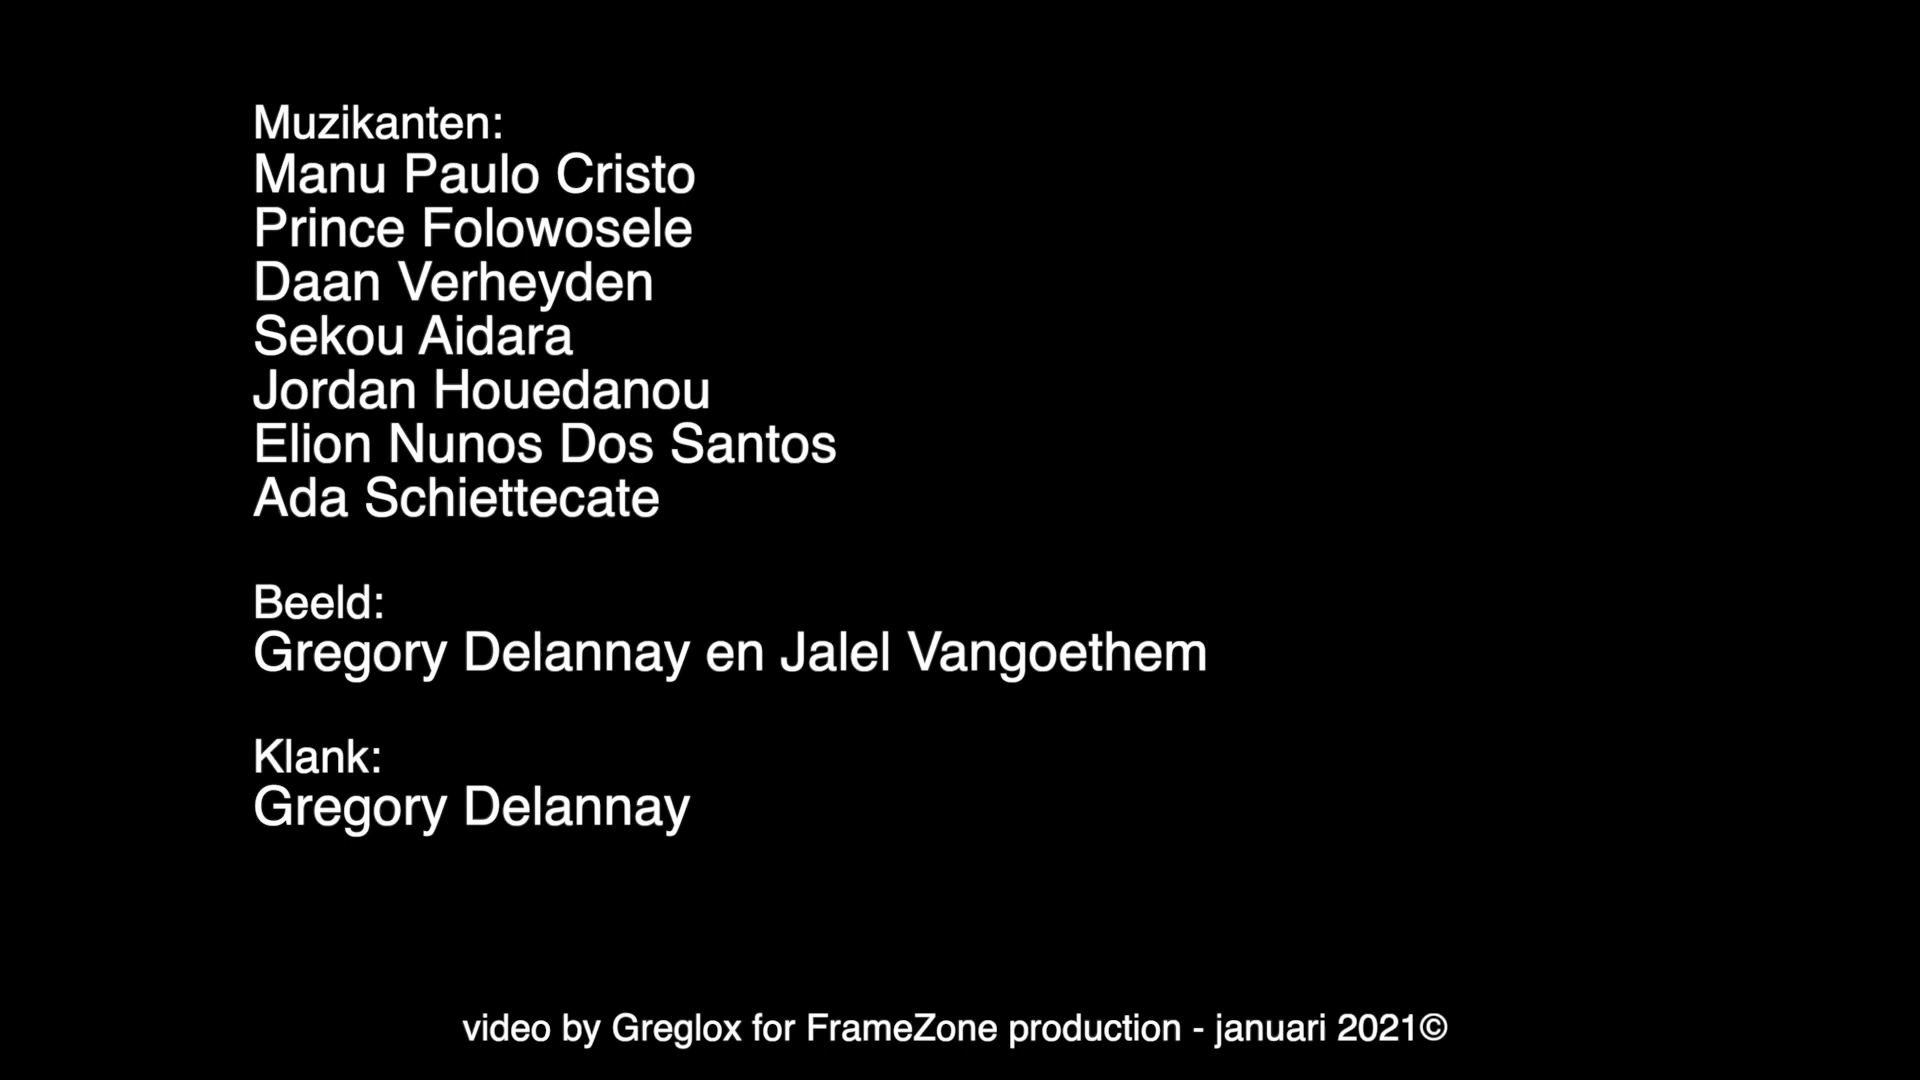 Muzikanten:
Manu Paulo Cristo
Prince Folowosele
Daan Verheyden
Sekou Aidara
Jordan Houedanou
Elion Nunos Dos Santos
Ada Schiettecate
Beeld:
Gregory Delannay en Jalel Vangoethem
Klank:
Gregory Delannay
video by Greglox for FrameZone production - januari 2021©